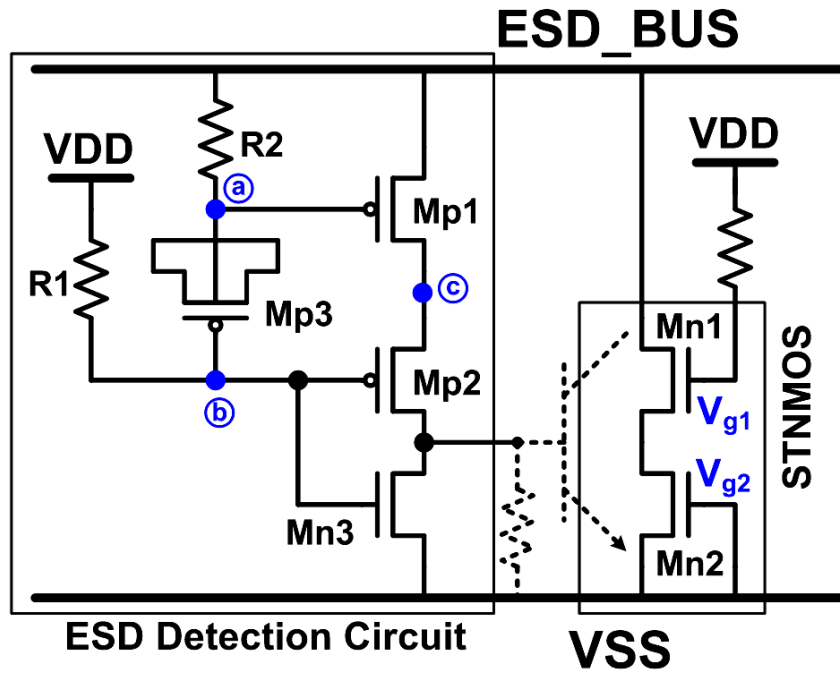 ESD_BUS
VDD
R2
VDD
ⓐ
Mp1
R1
ⓒ
Mp3
Mn1
Mp2
ⓑ
Vg1
STNMOS
Vg2
Mn3
Mn2
ESD Detection Circuit
VSS